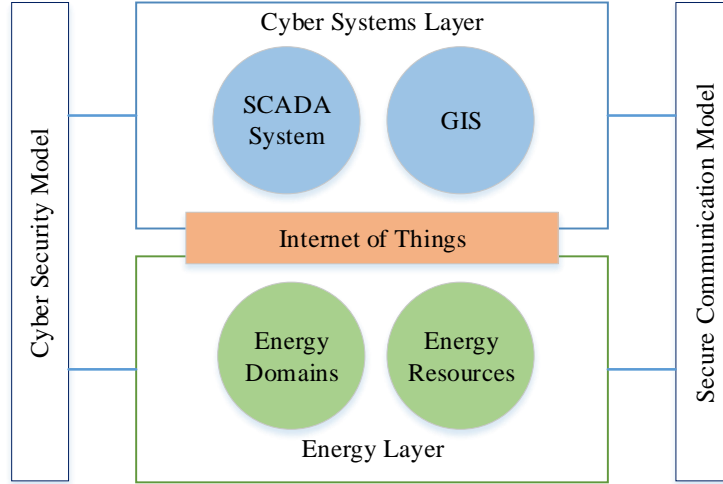 Cyber Systems Layer
SCADA
System
GIS
Internet of Things
Energy
Domains
Energy
Resources
Energy Layer
Cyber Security Model
Secure Communication Model